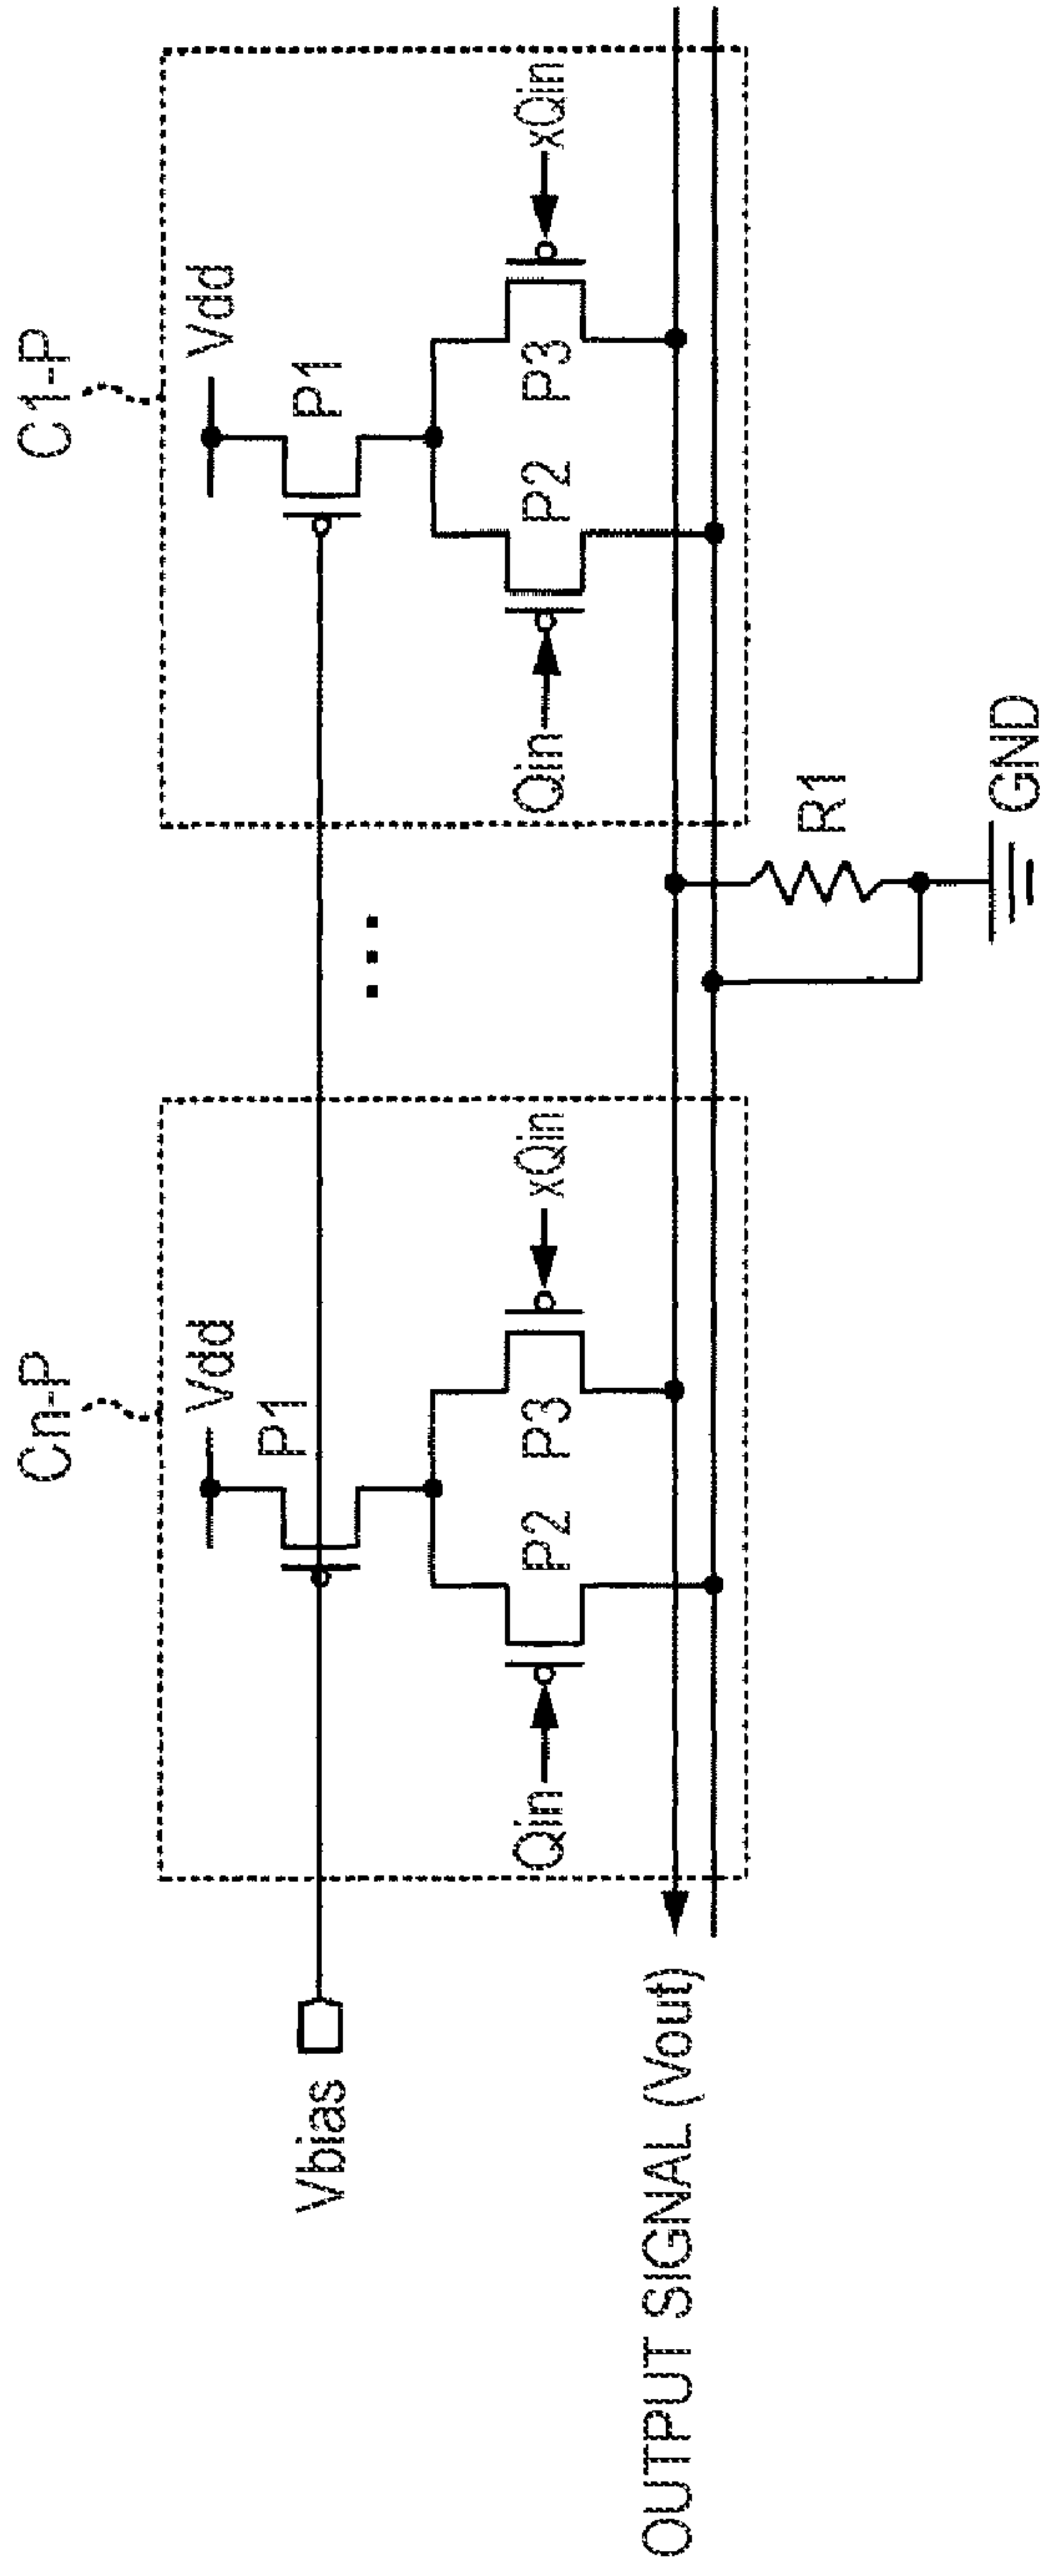 Cn-P
C1-P
Vdd
Vdd
P1
P1
Vbias
Qin
P2
P3
xQin
Qin
P2
P3
xQin
OUTPUT SIGNAL (Vout)
R1
GND